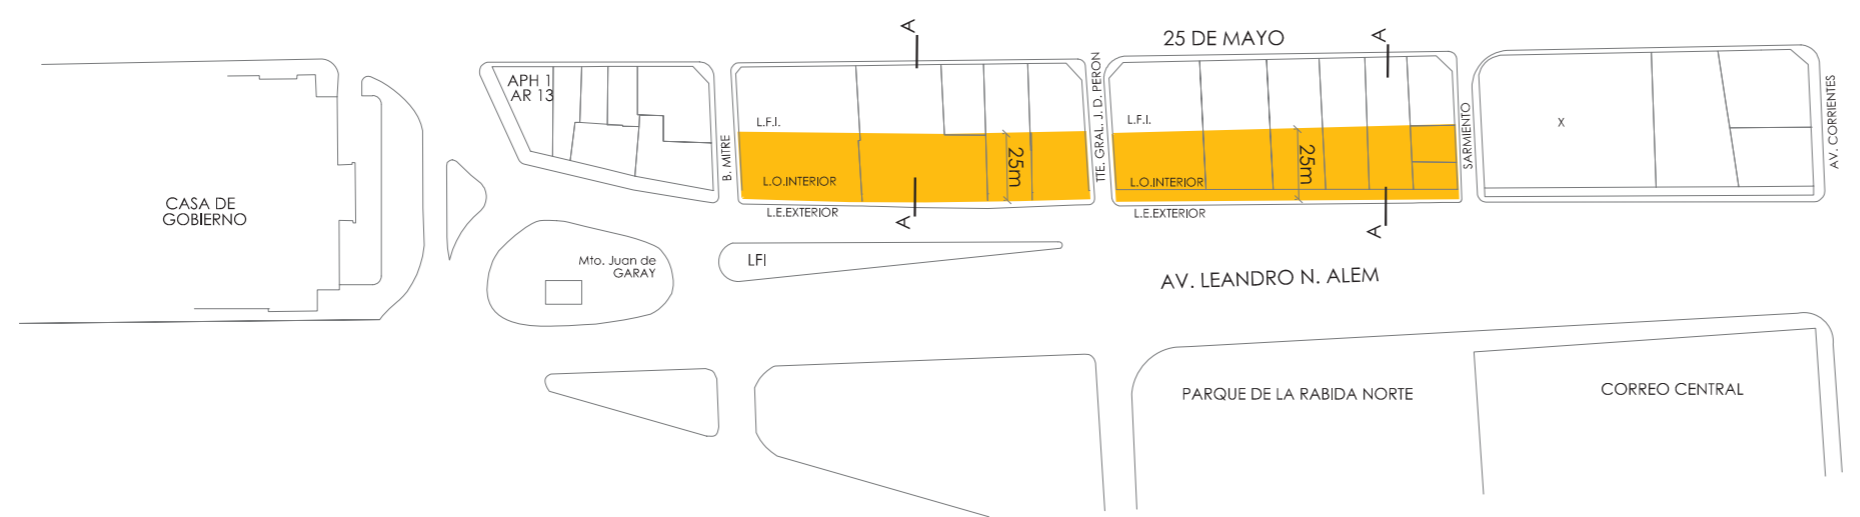 A
A
25 DE MAYO
APH 1
AR 13
L.F.I.
L.F.I.
X
B. MITRE
TTE. GRAL. J. D. PERON
SARMIENTO
AV. CORRIENTES
25m
25m
L.O.INTERIOR
L.O.INTERIOR
CASA DE
GOBIERNO
L.E.EXTERIOR
L.E.EXTERIOR
A
A
Mto. Juan de
GARAY
LFI
AV. LEANDRO N. ALEM
PARQUE DE LA RABIDA NORTE
CORREO CENTRAL